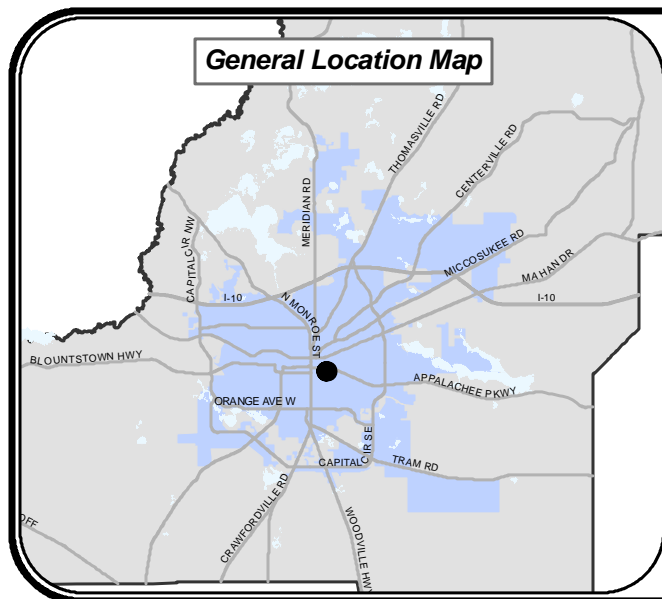 General Location Map
THOMASVILLE RD
CENTERVILLE RD
MERIDIAN RD
CAPITAL CIR NW
MICCOSUKEE RD
MAHAN DR
I-10
N MONROE ST
I-10
BLOUNTSTOWN HWY
APPALACHEE PKWY
ORANGE AVE W
CAPITAL CIR SE
TRAM RD
CRAWFORDVILLE RD
WOODVILLE HWY
OFF